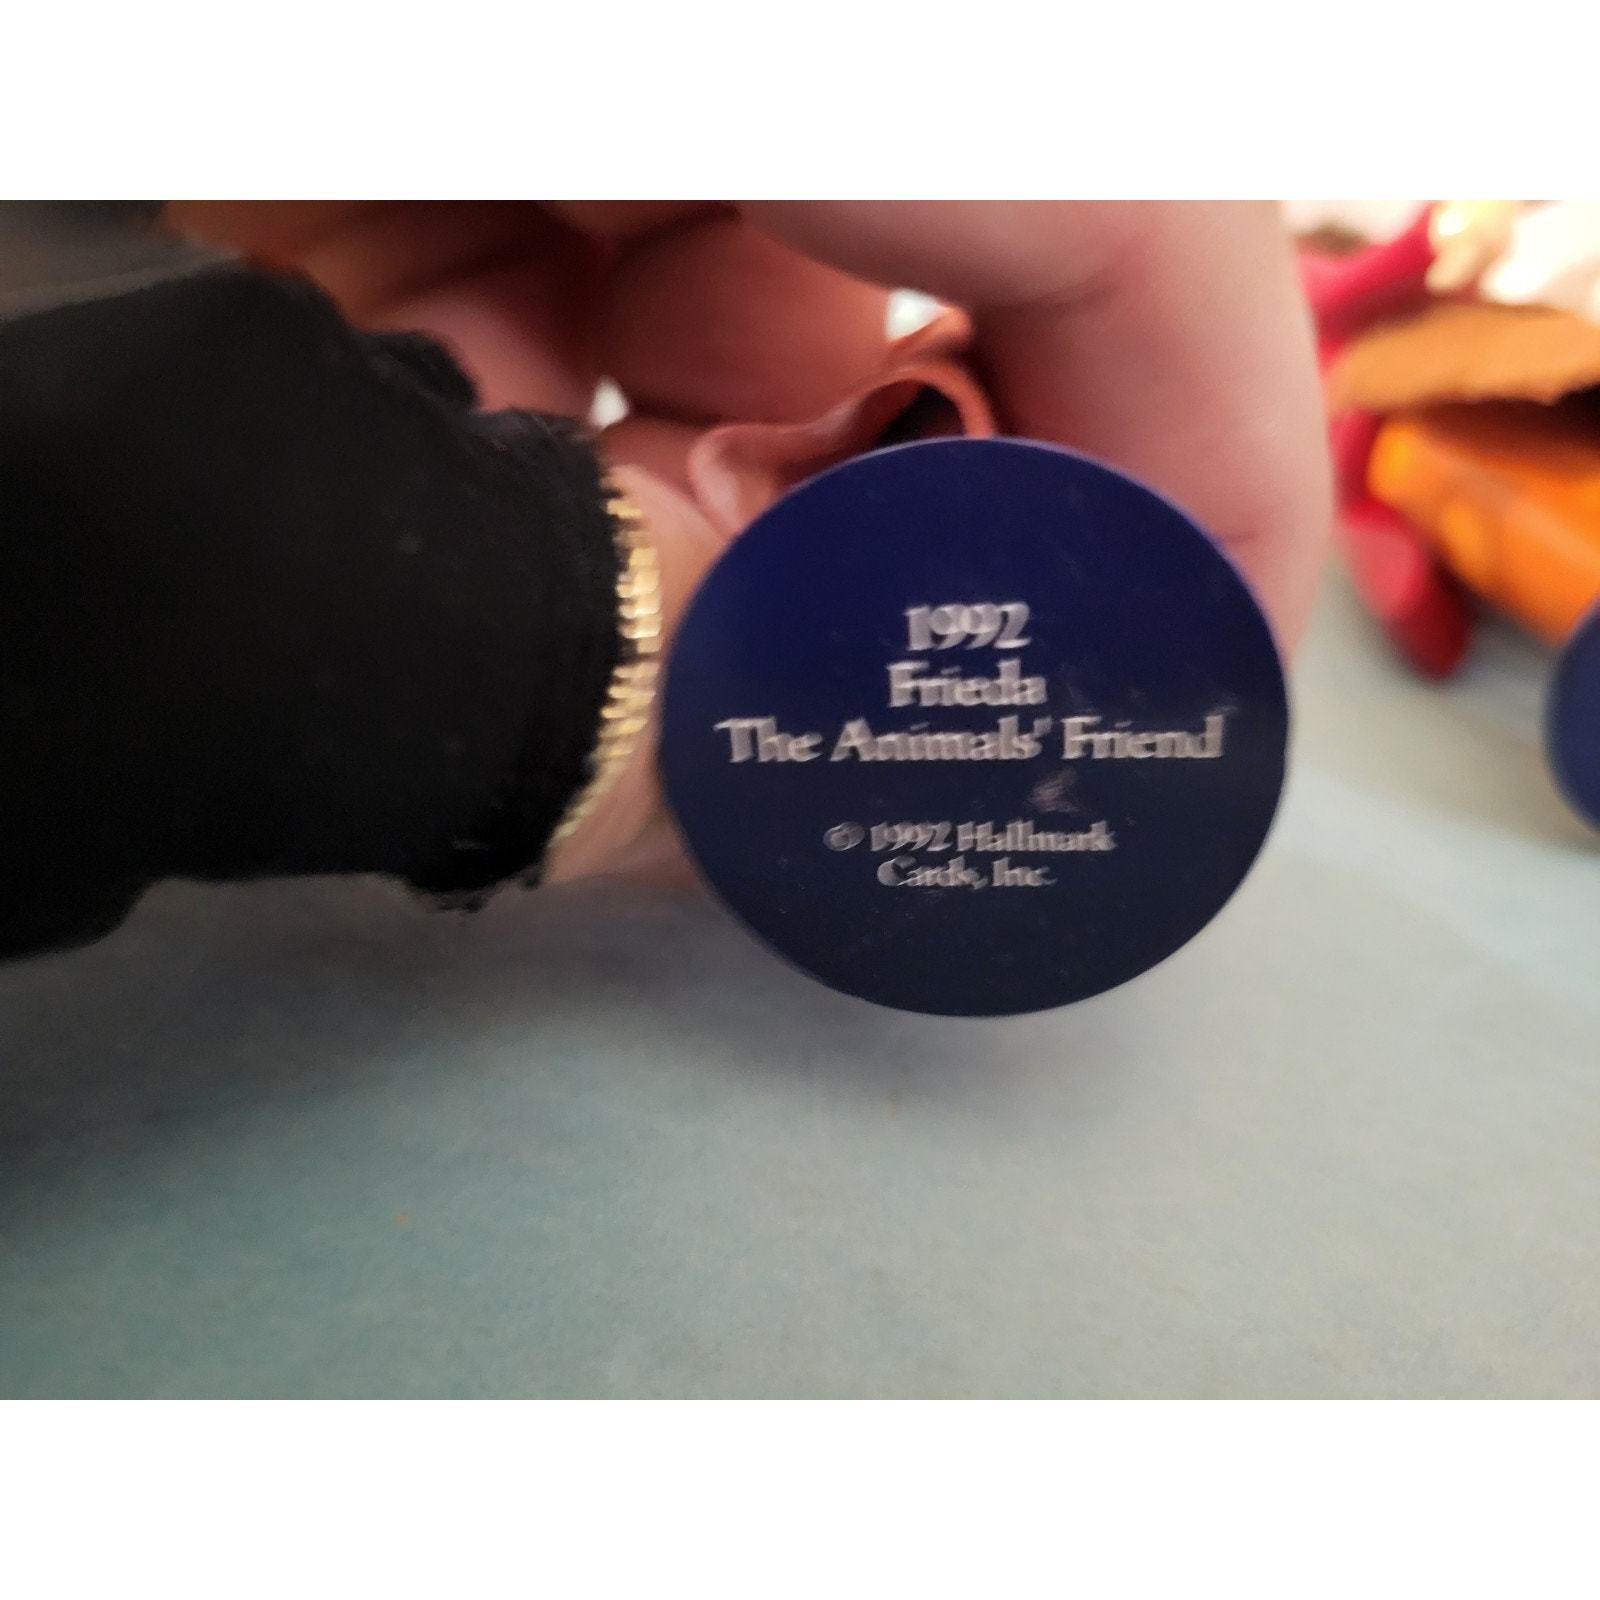 1992
Frieda
The Animals' Friend
© 1992 Hallmark
Cards, Inc.